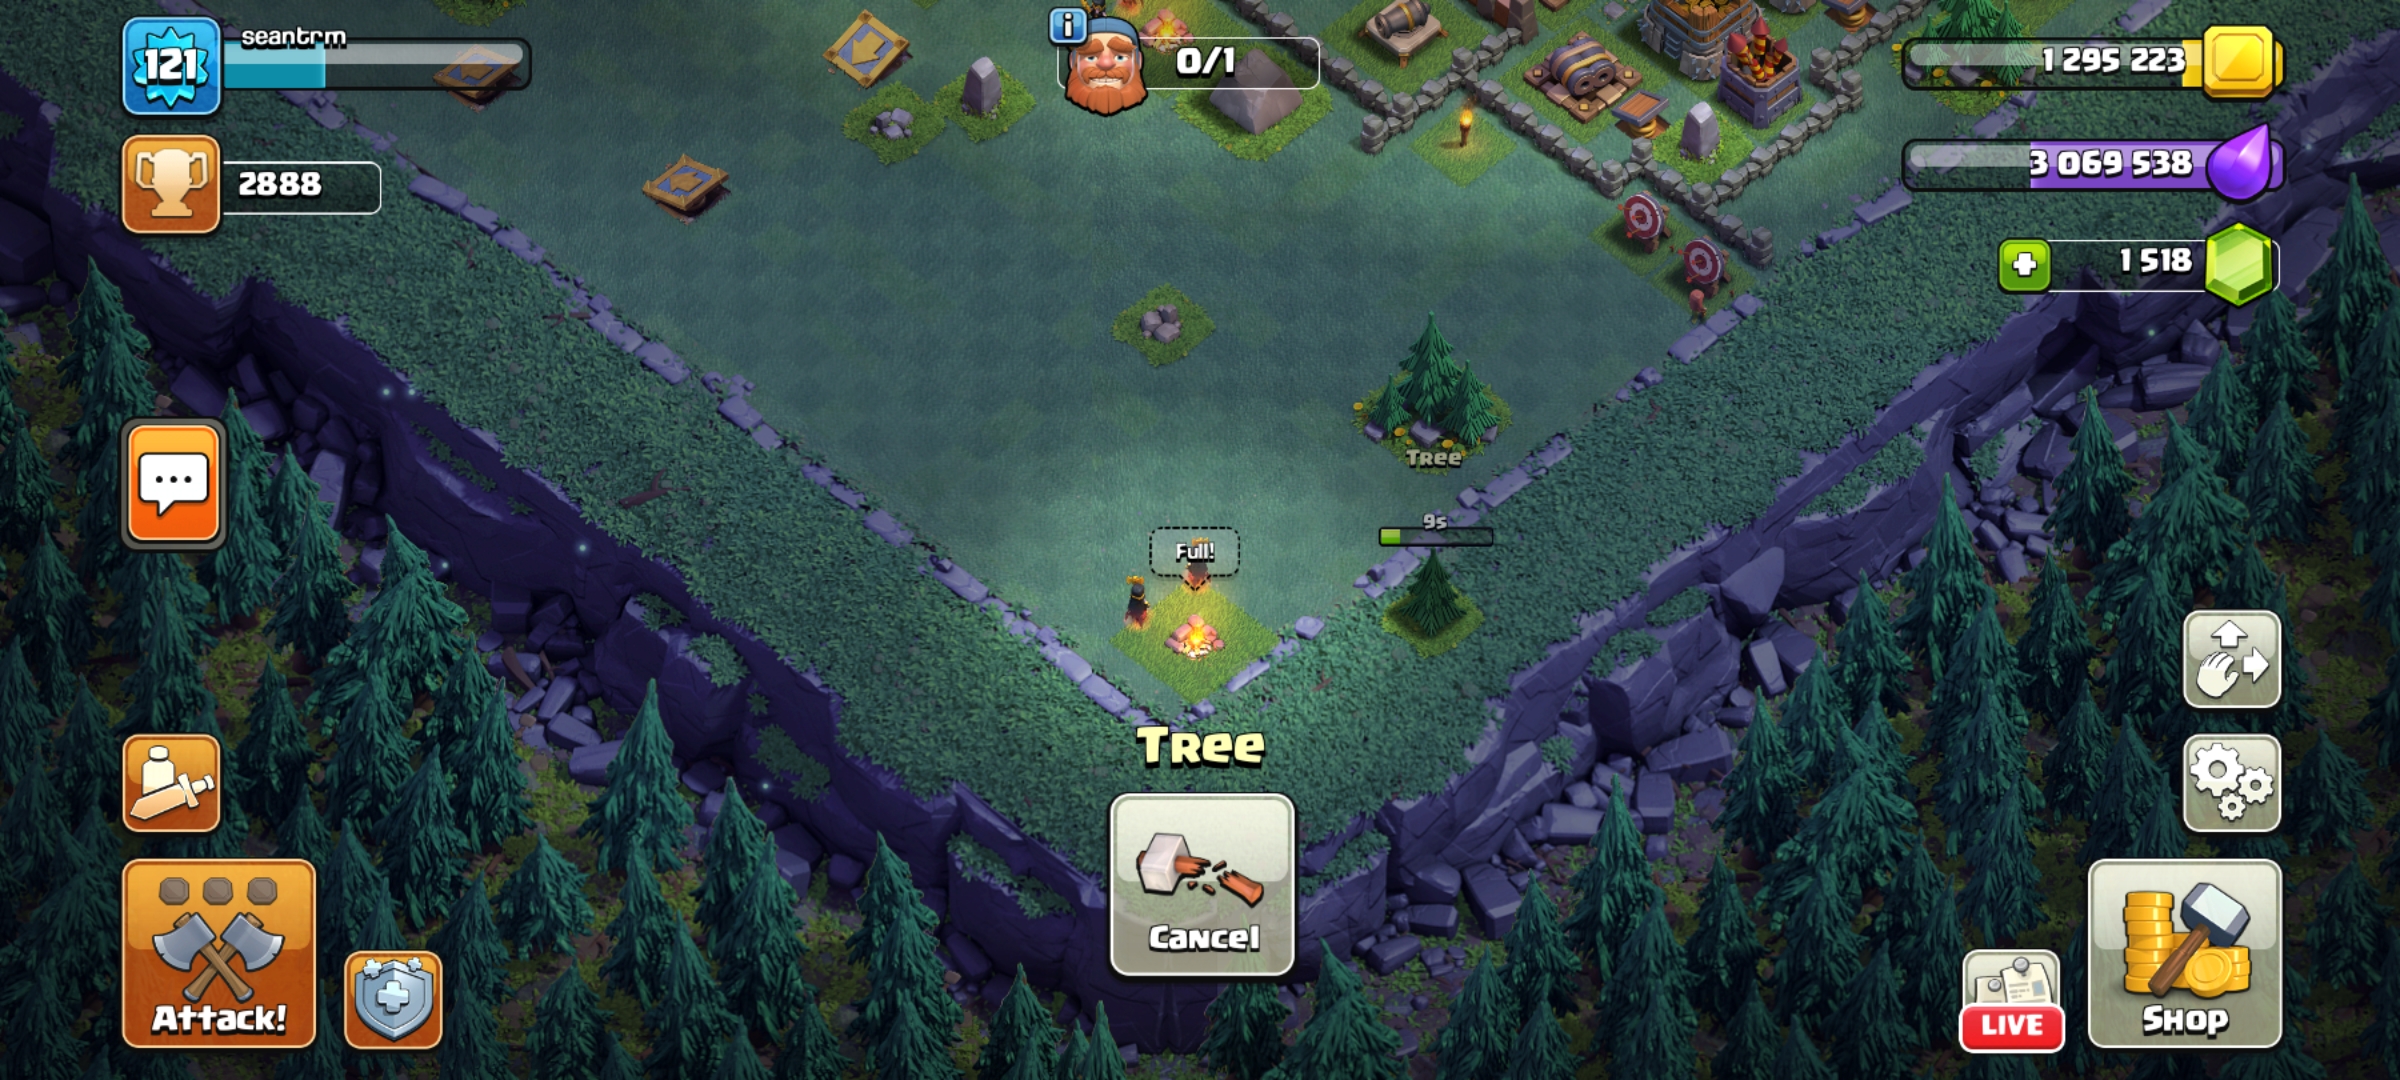 121
seantrm
i
0/1
1 295 223
2888
3 069 538
1 518
Tree
9s
Full!
Tree
Cancel
Attack!
LIVE
Shop